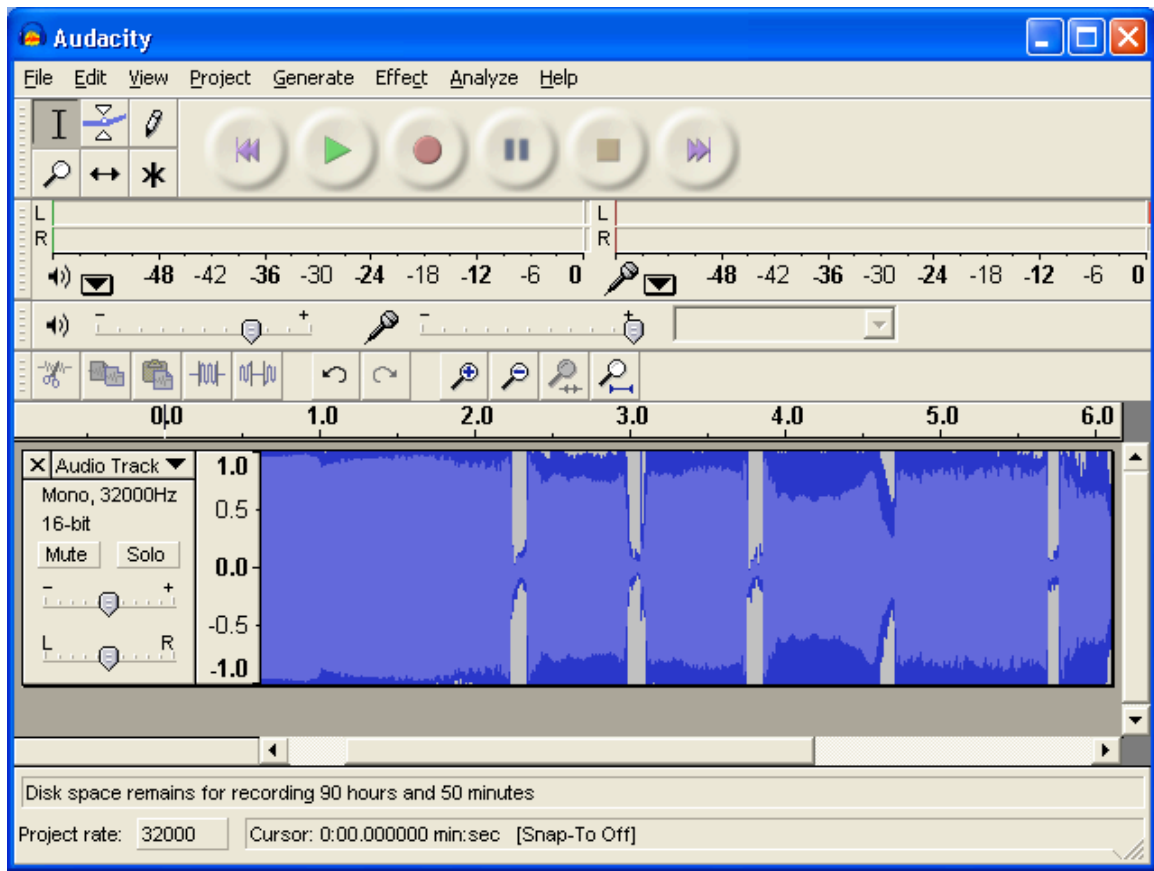 Audacity
File Edit View Project Generate Effect Analyze Help
L L
R R
-48 -42 -36 -30 -24 -18 -12 -6 0 -48 -42 -36 -30 -24 -18 -12 -6 0
- + - +
0.0 1.0 2.0 3.0 4.0 5.0 6.0
X Audio Track 1.0
Mono, 32000Hz 0.5
16-bit
Mute Solo 0.0
- +
-0.5
L R
-1.0
Disk space remains for recording 90 hours and 50 minutes
Project rate: 32000 Cursor: 0:00.000000 min:sec [Snap-To Off]